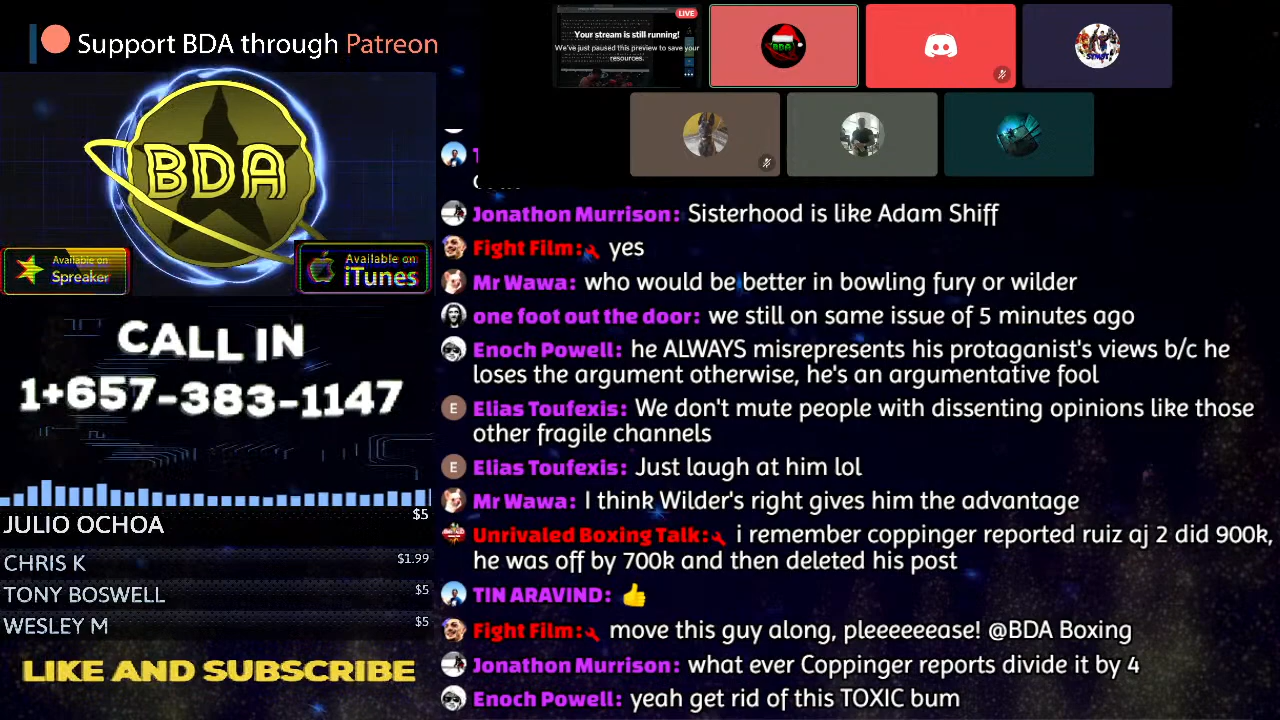 Support BDA through Patreon
BDA
Available on
Spreaker
Available on
iTunes
CALL IN
1+657-383-1147
JULIO OCHOA $5
CHRIS K $1.99
TONY BOSWELL $5
WESLEY M $5
LIKE AND SUBSCRIBE
LIVE
Your stream is still running!
We've just paused this preview to save your
resources.
BDA
Jonathon Murrison: Sisterhood is like Adam Shiff
Fight Film: yes
Mr Wawa: who would be better in bowling fury or wilder
one foot out the door: we still on same issue of 5 minutes ago
Enoch Powell: he ALWAYS misrepresents his protaganist's views b/c he
loses the argument otherwise, he's an argumentative fool
E Elias Toufexis: We don't mute people with dissenting opinions like those
other fragile channels
E Elias Toufexis: Just laugh at him lol
Mr Wawa: I think Wilder's right gives him the advantage
Unrivaled Boxing Talk: i remember coppinger reported ruiz aj 2 did 900k,
he was off by 700k and then deleted his post
TIN ARAVIND: 👍
Fight Film: move this guy along, pleeeeeease! @BDA Boxing
Jonathon Murrison: what ever Coppinger reports divide it by 4
Enoch Powell: yeah get rid of this TOXIC bum